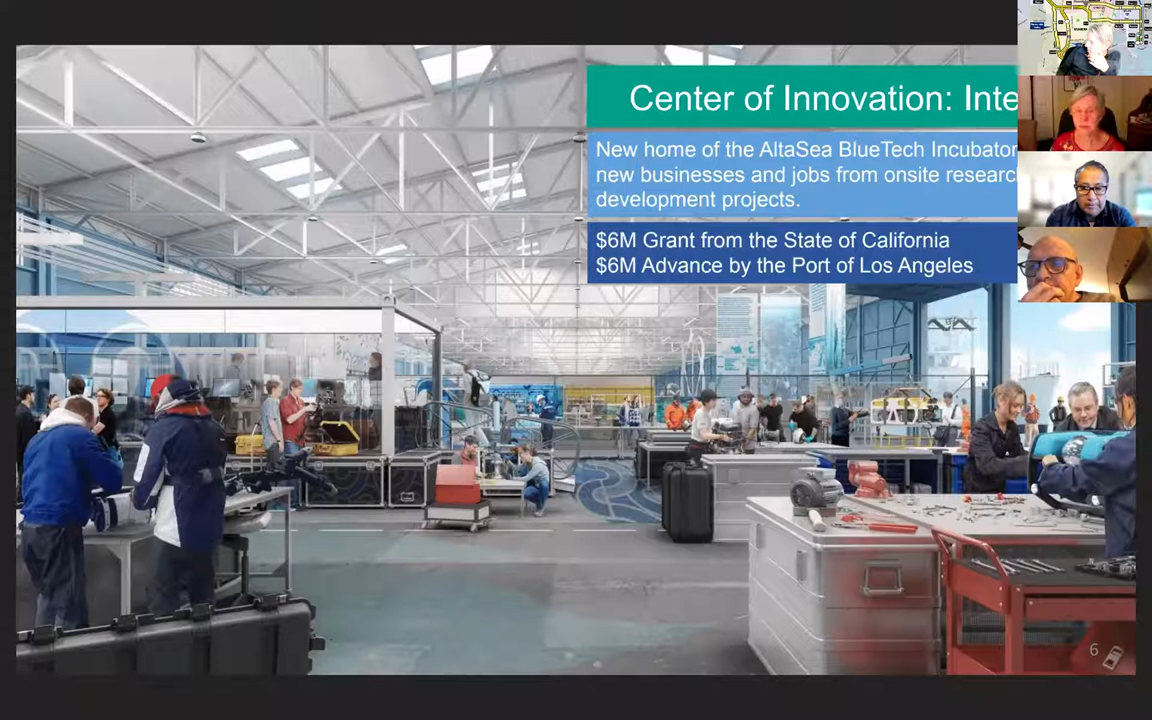 Center of Innovation: Inte
New home of the AltaSea BlueTech Incubator
new businesses and jobs from onsite research
development projects.
$6M Grant from the State of California
$6M Advance by the Port of Los Angeles
6